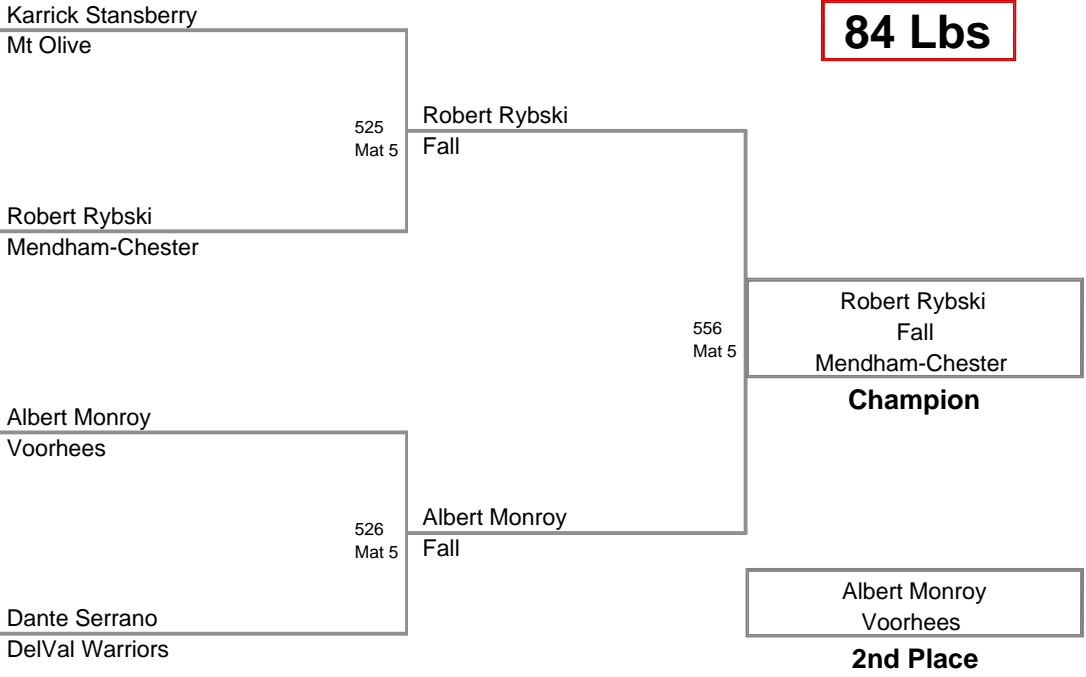 Karrick Stansberry
Mt Olive
84 Lbs
525
Mat 5
Robert Rybski
Fall
Robert Rybski
Mendham-Chester
556
Mat 5
Robert Rybski
Fall
Mendham-Chester
Champion
Albert Monroy
Voorhees
526
Mat 5
Albert Monroy
Fall
Dante Serrano
DelVal Warriors
Albert Monroy
Voorhees
2nd Place